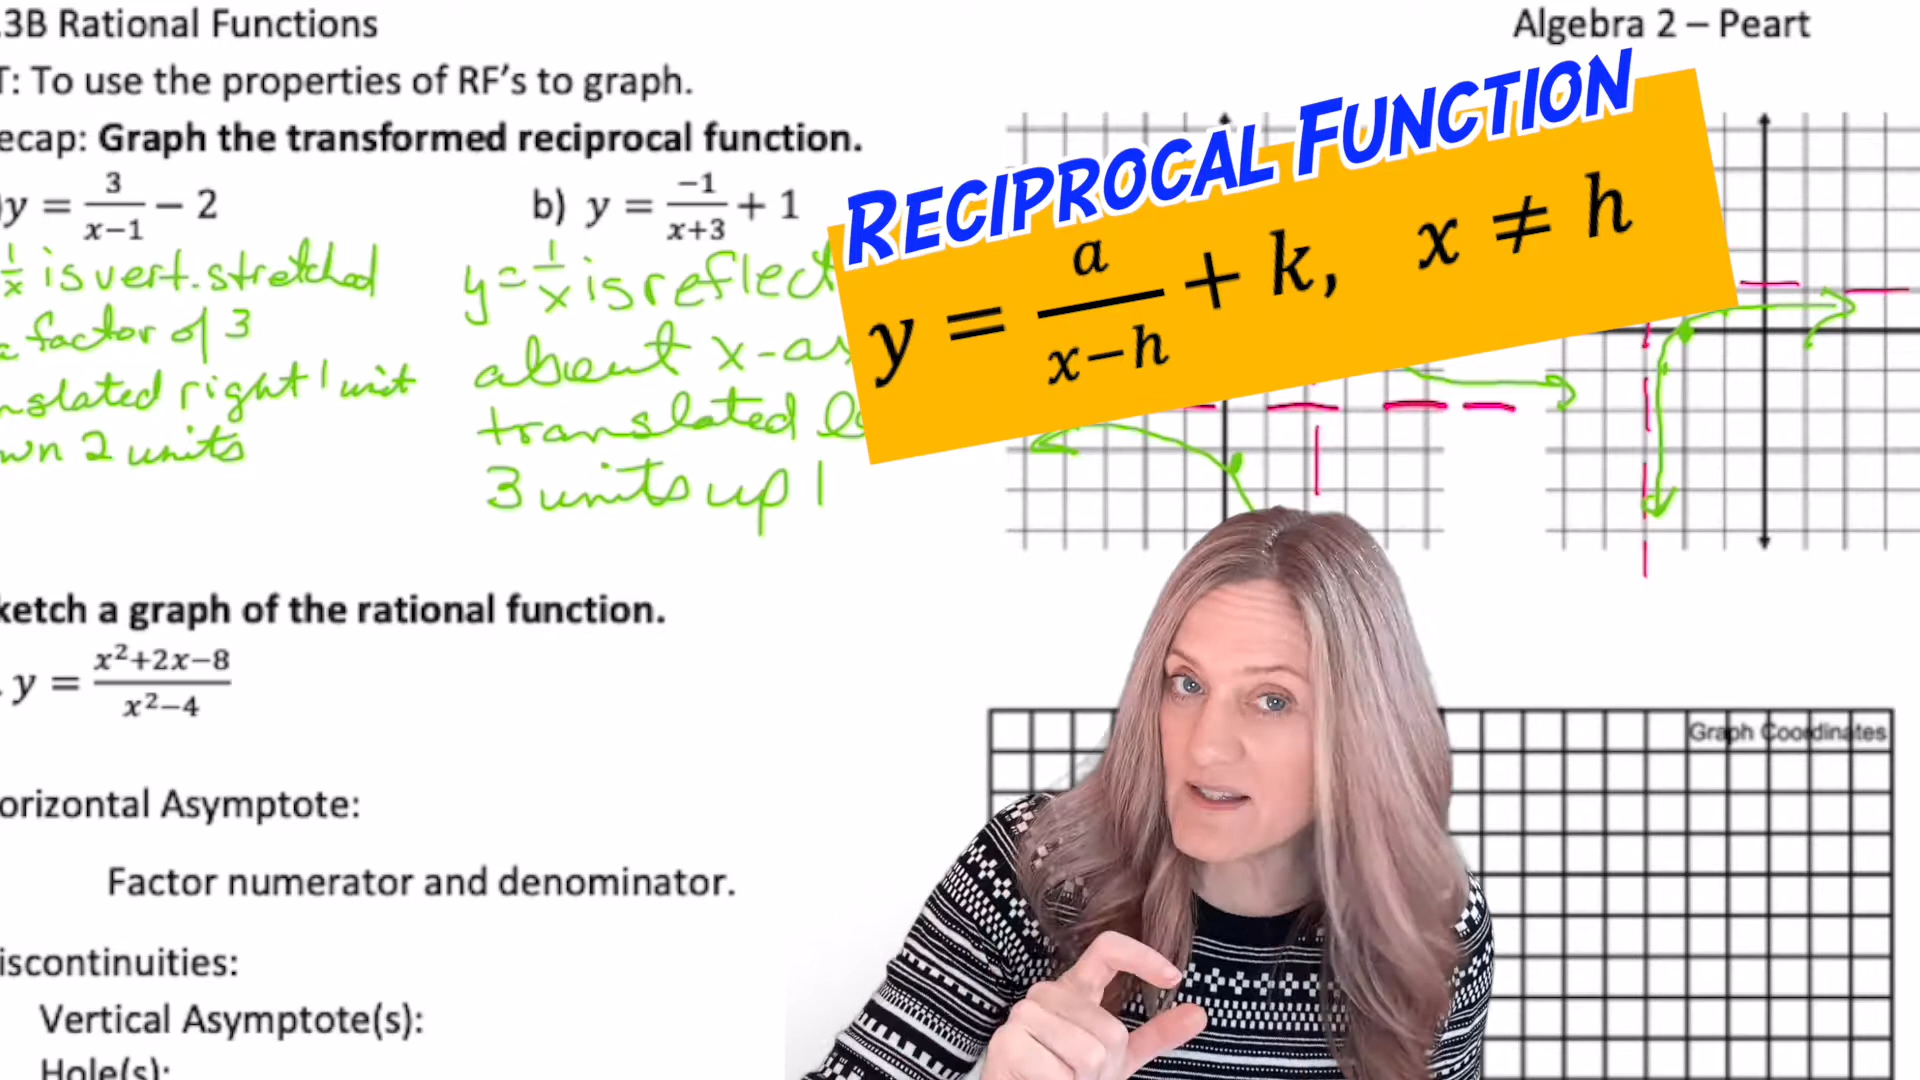 .3B Rational Functions
Algebra 2 – Peart
T: To use the properties of RF's to graph.
ecap: Graph the transformed reciprocal function.
)y = 3/(x−1) − 2
b) y = −1/(x+3) + 1
RECIPROCAL FUNCTION
y = a/(x−h) + k, x ≠ h
1/x is vert. stretched
factor of 3
nslated right 1 unit
wn 2 units
y = 1/x is reflect
about x-a
translated l
3 units up 1
ketch a graph of the rational function.
. y = (x²+2x−8)/(x²−4)
Graph Coordinates
orizontal Asymptote:
Factor numerator and denominator.
iscontinuities:
Vertical Asymptote(s):
Hole(s):